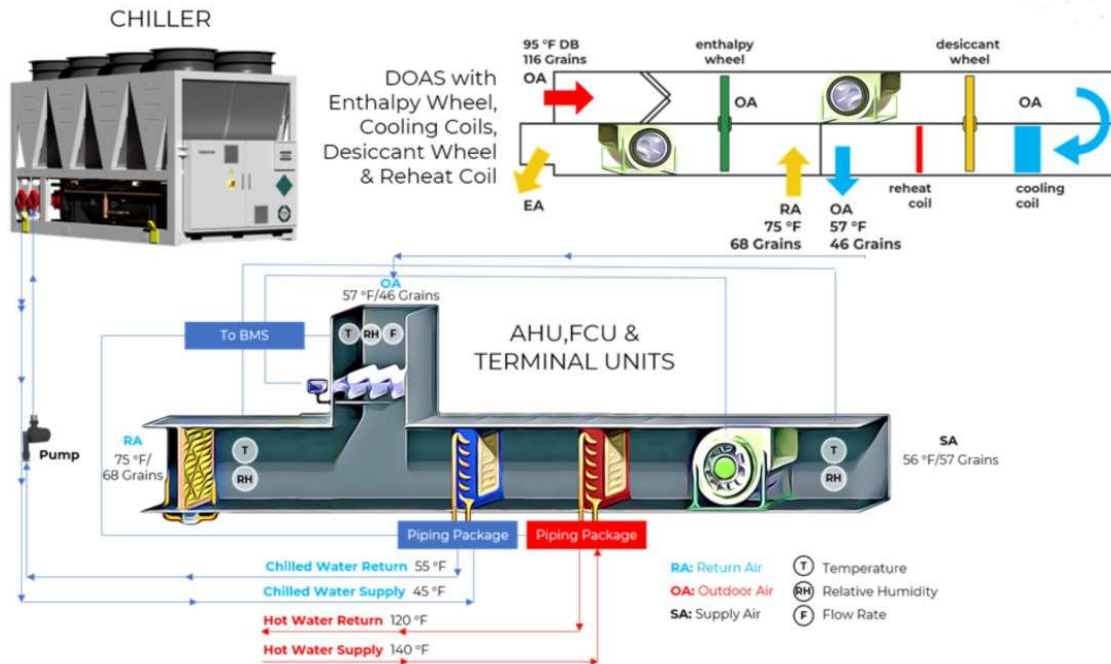 CHILLER
DOAS with
Enthalpy Wheel,
Cooling Coils,
Desiccant Wheel
& Reheat Coil
95 °F DB
116 Grains
OA
enthalpy
wheel
desiccant
wheel
OA
OA
EA
RA
75 °F
68 Grains
OA
57 °F
46 Grains
reheat
coil
cooling
coil
OA
57 °F/46 Grains
To BMS
T
RH
F
AHU,FCU &
TERMINAL UNITS
Pump
RA
75 °F/
68 Grains
T
RH
T
RH
SA
56 °F/57 Grains
Piping Package
Piping Package
Chilled Water Return 55 °F
Chilled Water Supply 45 °F
Hot Water Return 120 °F
Hot Water Supply 140 °F
RA: Return Air
OA: Outdoor Air
SA: Supply Air
T Temperature
RH Relative Humidity
F Flow Rate